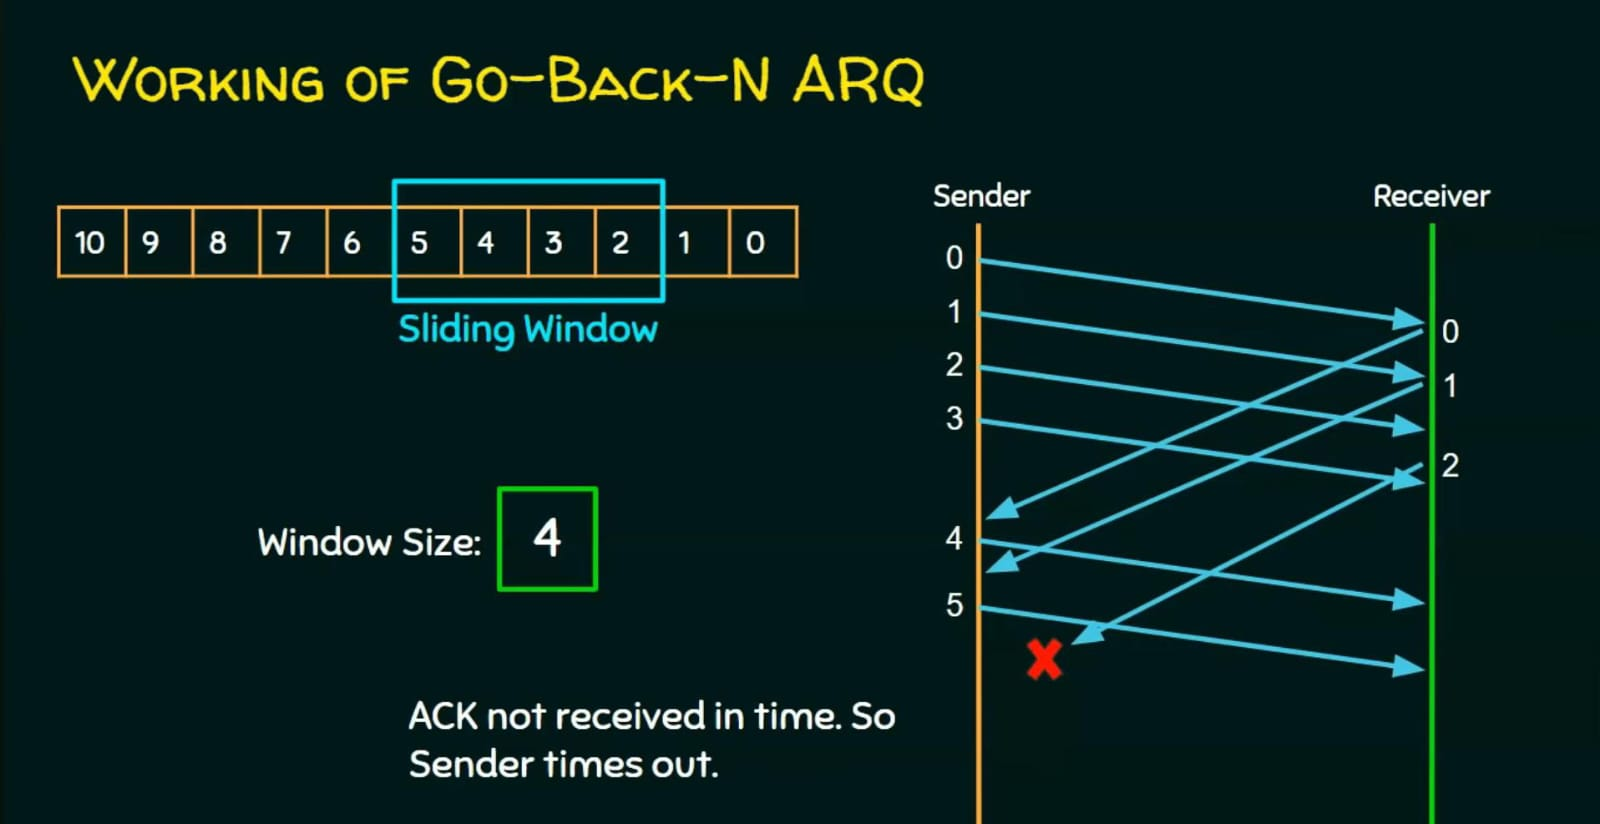 WORKING OF GO-BACK-N ARQ
10 9 8 7 6 5 4 3 2 1 0
Sliding Window
Window Size: 4
ACK not received in time. So
Sender times out.
Sender Receiver
0
1
2
3
4
5
0
1
2